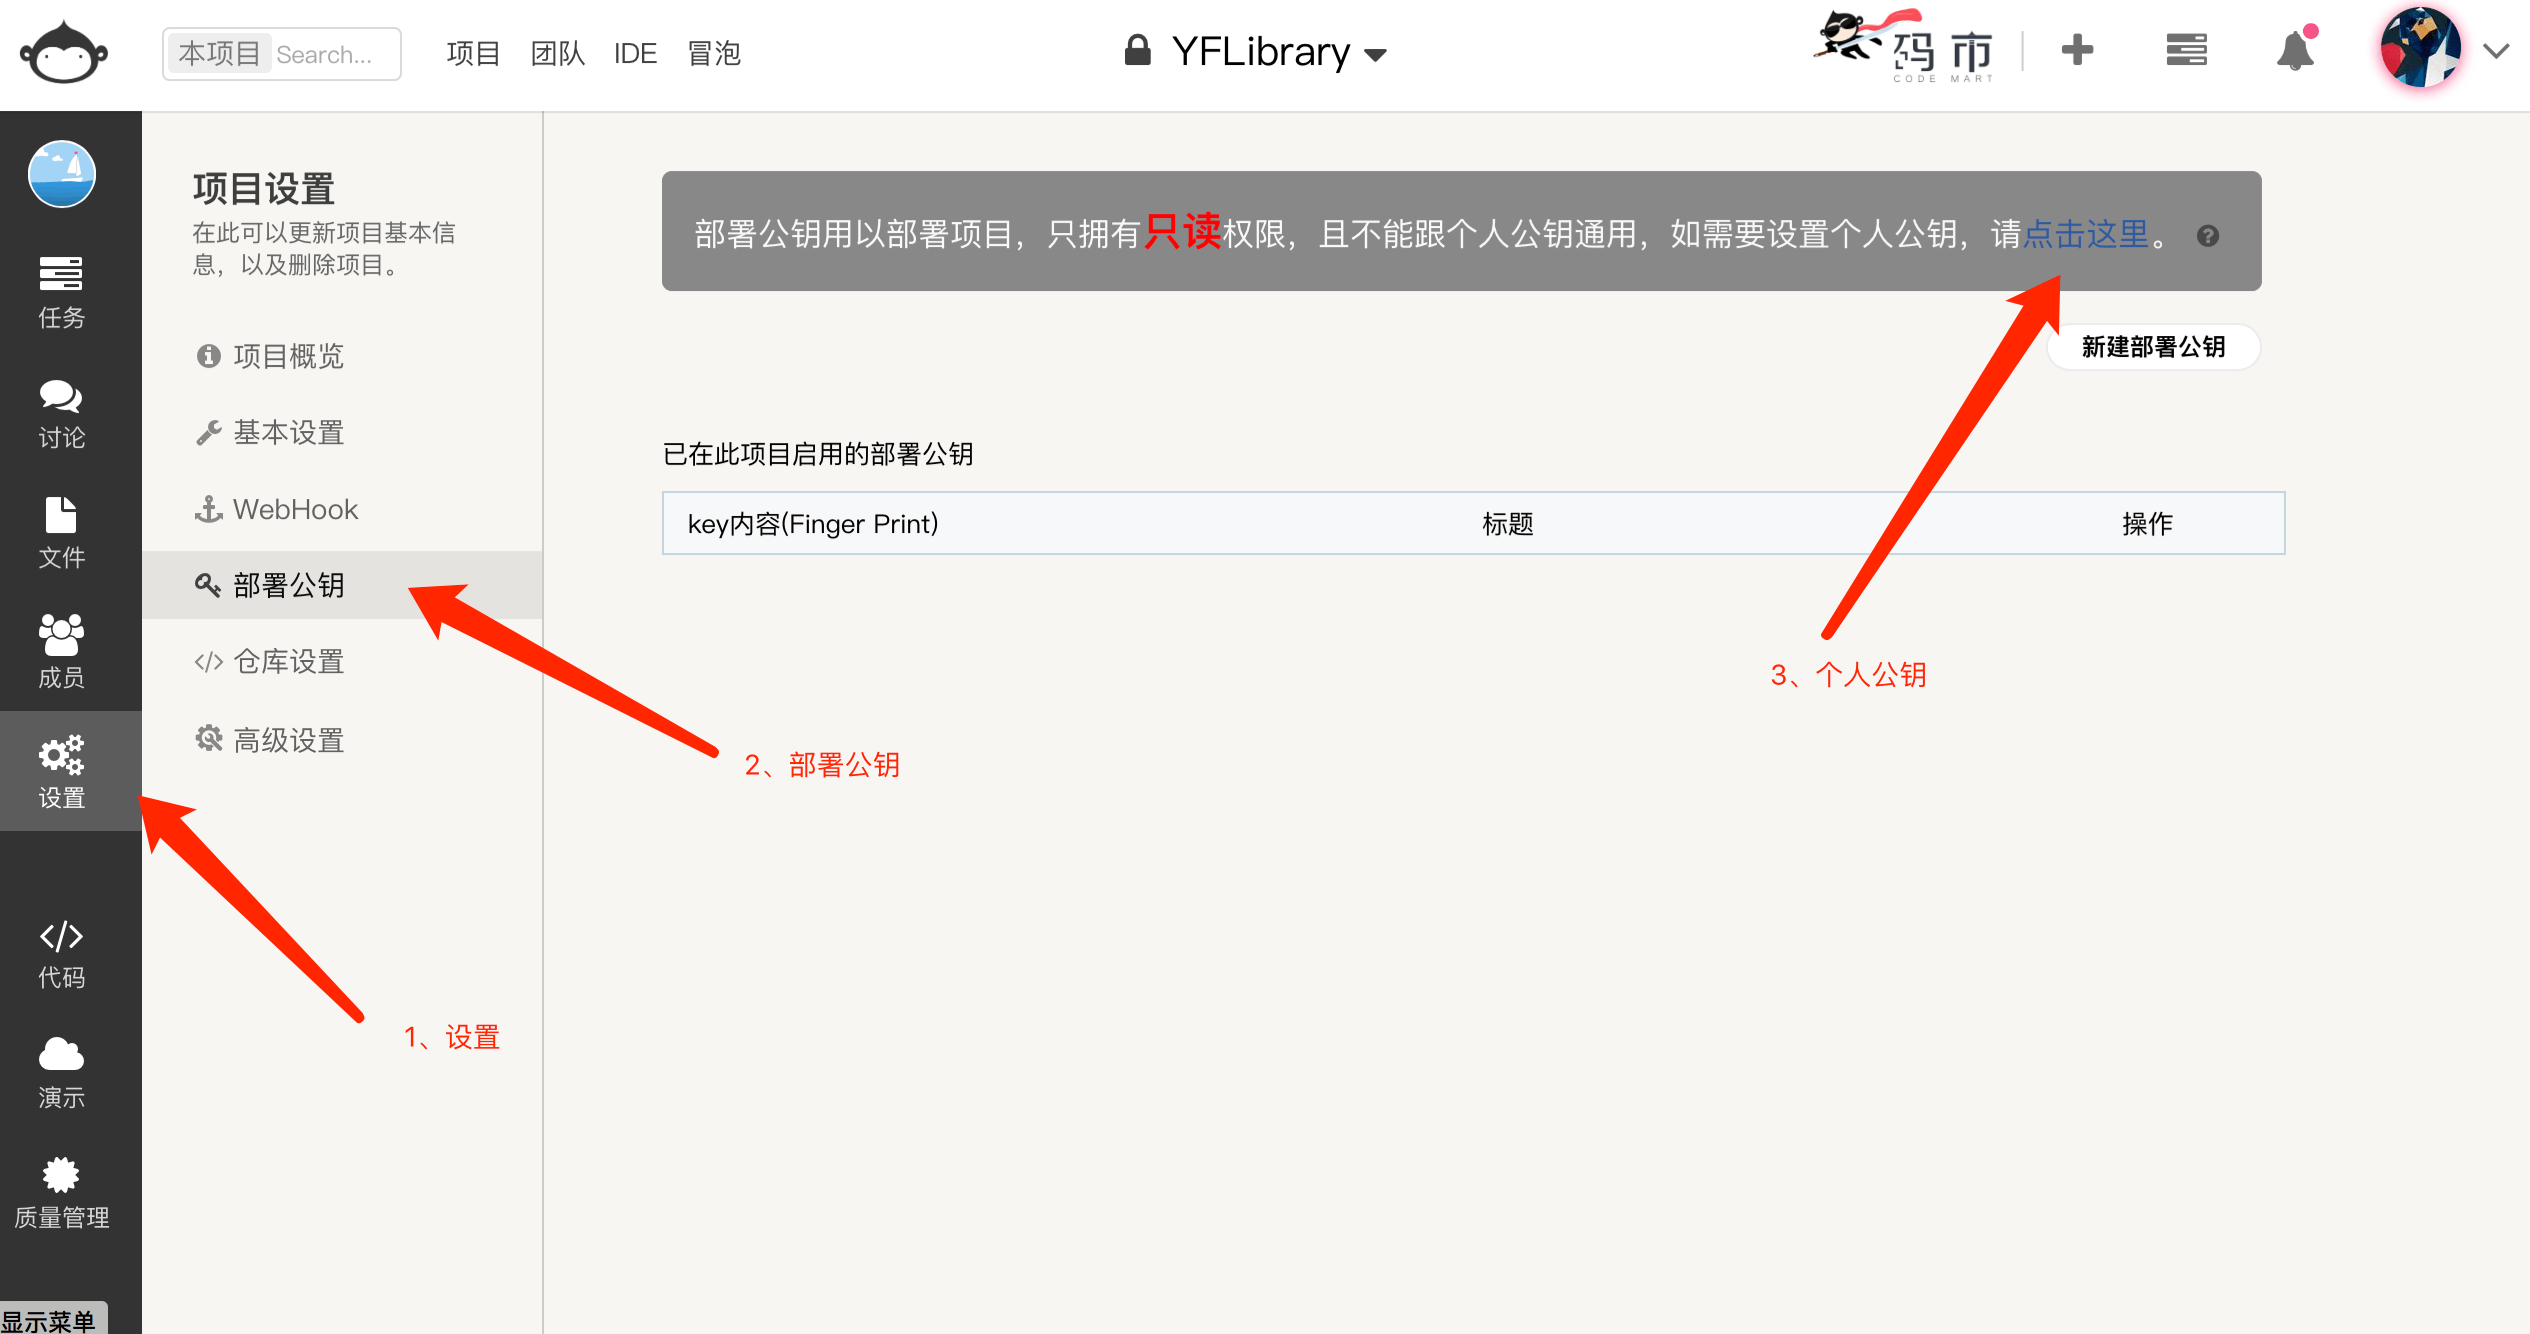 本项目 Search... 项目 团队 IDE 冒泡 YFLibrary 码市
CODE MART
任务
讨论
文件
成员
设置
代码
演示
质量管理
显示菜单
项目设置
在此可以更新项目基本信
息，以及删除项目。
项目概览
基本设置
WebHook
部署公钥
仓库设置
高级设置
部署公钥用以部署项目，只拥有只读权限，且不能跟个人公钥通用，如需要设置个人公钥，请点击这里。
新建部署公钥
已在此项目启用的部署公钥
key内容(Finger Print) 标题 操作
3、个人公钥
2、部署公钥
1、设置